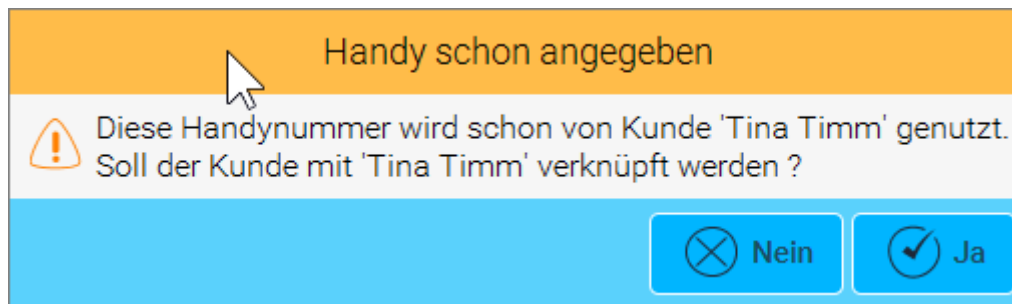 Handy schon angegeben
Diese Handynummer wird schon von Kunde 'Tina Timm' genutzt.
Soll der Kunde mit 'Tina Timm' verknüpft werden ?
Nein
Ja